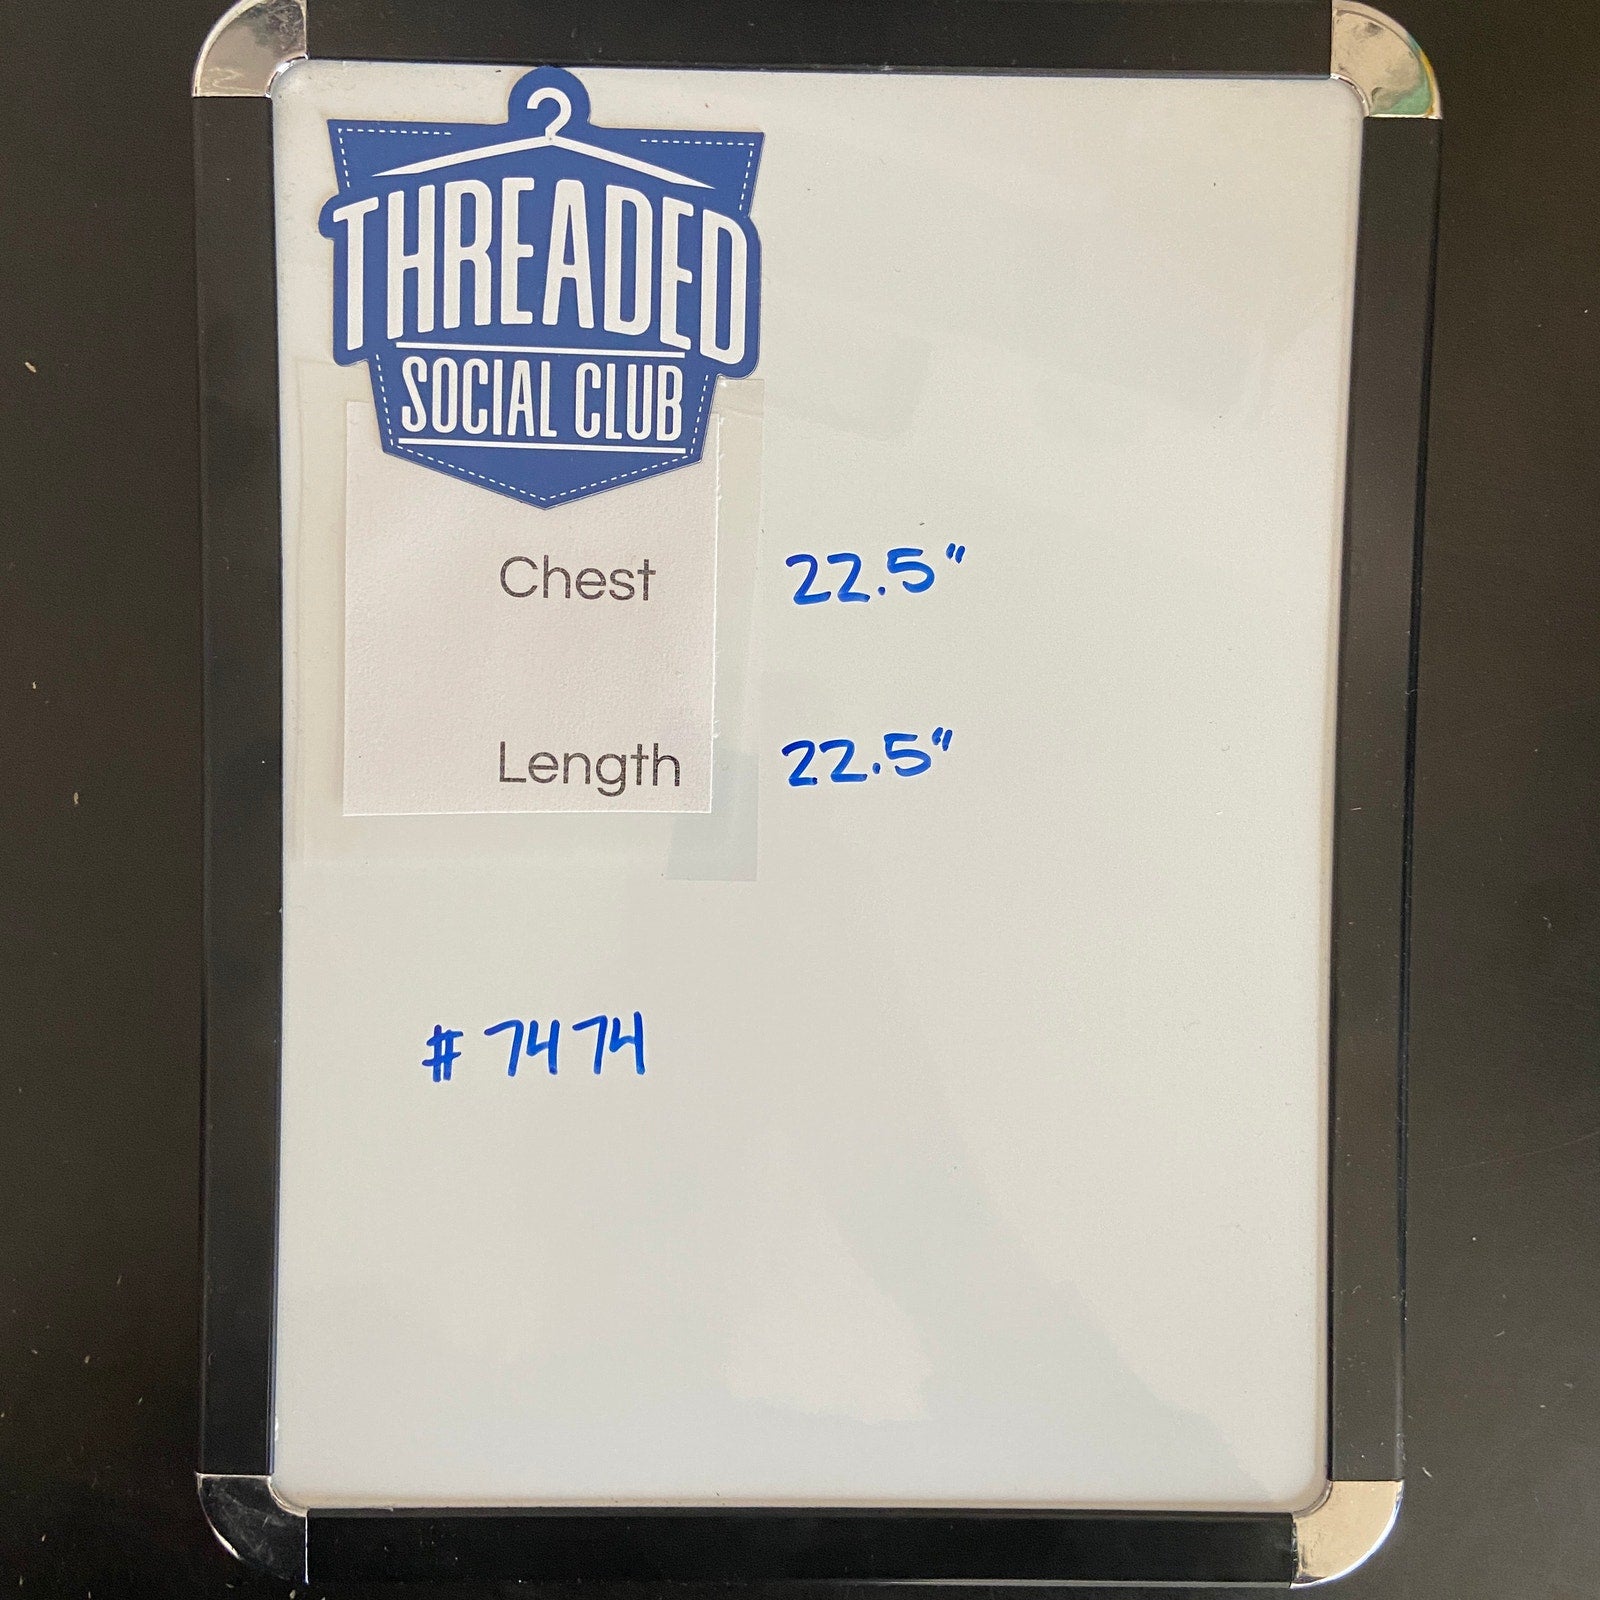 THREADED
SOCIAL CLUB
Chest 22.5"
Length 22.5"
# 7474